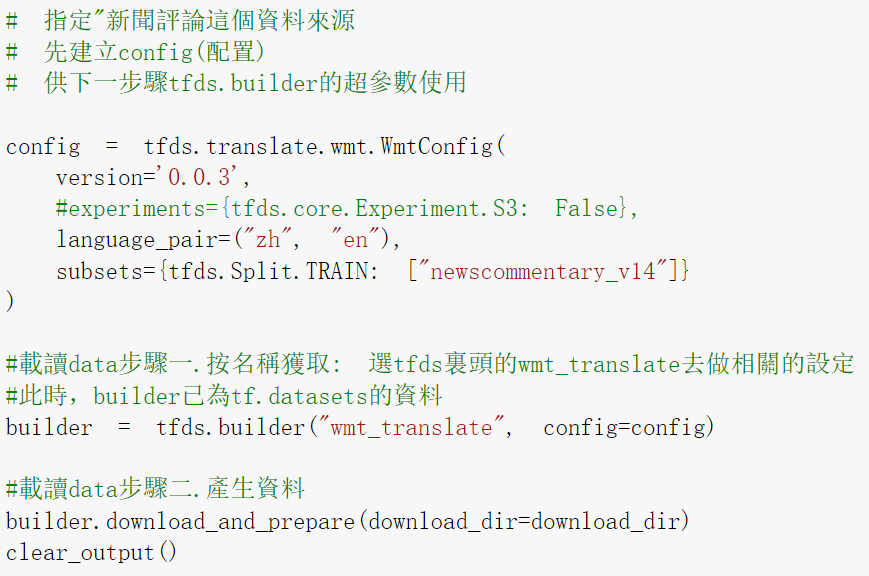 #  指定"新聞評論這個資料來源
#  先建立config(配置)
#  供下一步驟tfds.builder的超參數使用
config = tfds.translate.wmt.WmtConfig(
    version='0.0.3',
    #experiments={tfds.core.Experiment.S3: False},
    language_pair=("zh", "en"),
    subsets={tfds.Split.TRAIN: ["newscommentary_v14"]}
)
#載讀data步驟一.按名稱獲取: 選tfds裏頭的wmt_translate去做相關的設定
#此時，builder已為tf.datasets的資料
builder = tfds.builder("wmt_translate", config=config)
#載讀data步驟二.產生資料
builder.download_and_prepare(download_dir=download_dir)
clear_output()